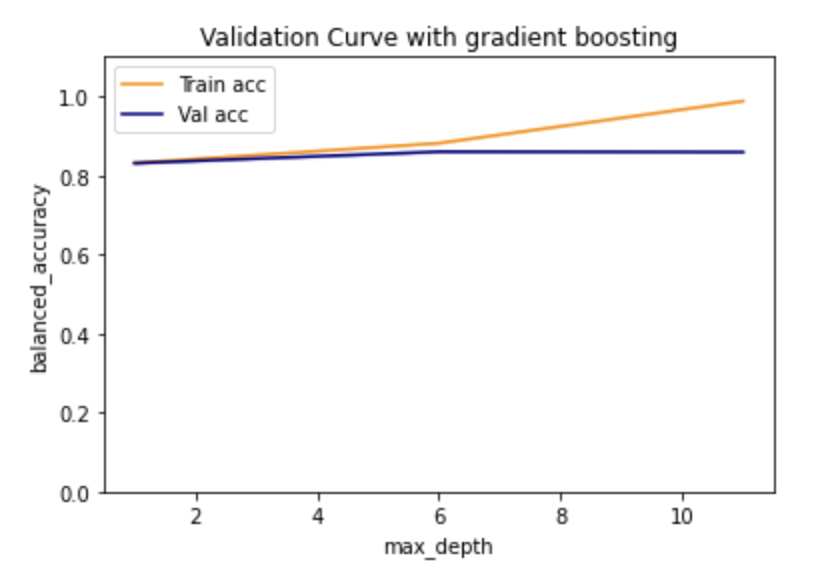 Validation Curve with gradient boosting
Train acc
Val acc
1.0
0.8
0.6
0.4
0.2
0.0
balanced_accuracy
2 4 6 8 10
max_depth